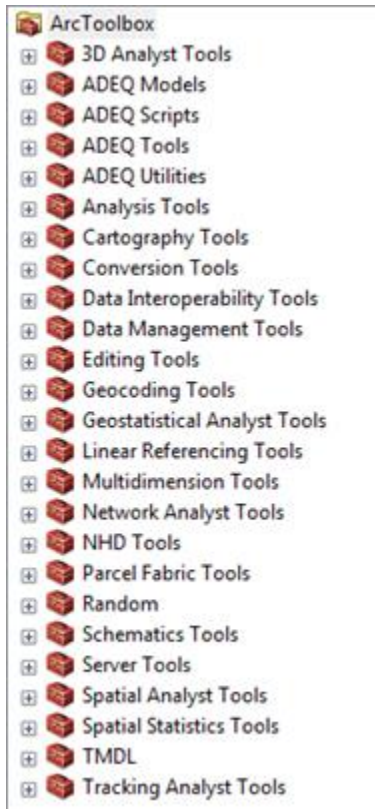 ArcToolbox
3D Analyst Tools
ADEQ Models
ADEQ Scripts
ADEQ Tools
ADEQ Utilities
Analysis Tools
Cartography Tools
Conversion Tools
Data Interoperability Tools
Data Management Tools
Editing Tools
Geocoding Tools
Geostatistical Analyst Tools
Linear Referencing Tools
Multidimension Tools
Network Analyst Tools
NHD Tools
Parcel Fabric Tools
Random
Schematics Tools
Server Tools
Spatial Analyst Tools
Spatial Statistics Tools
TMDL
Tracking Analyst Tools